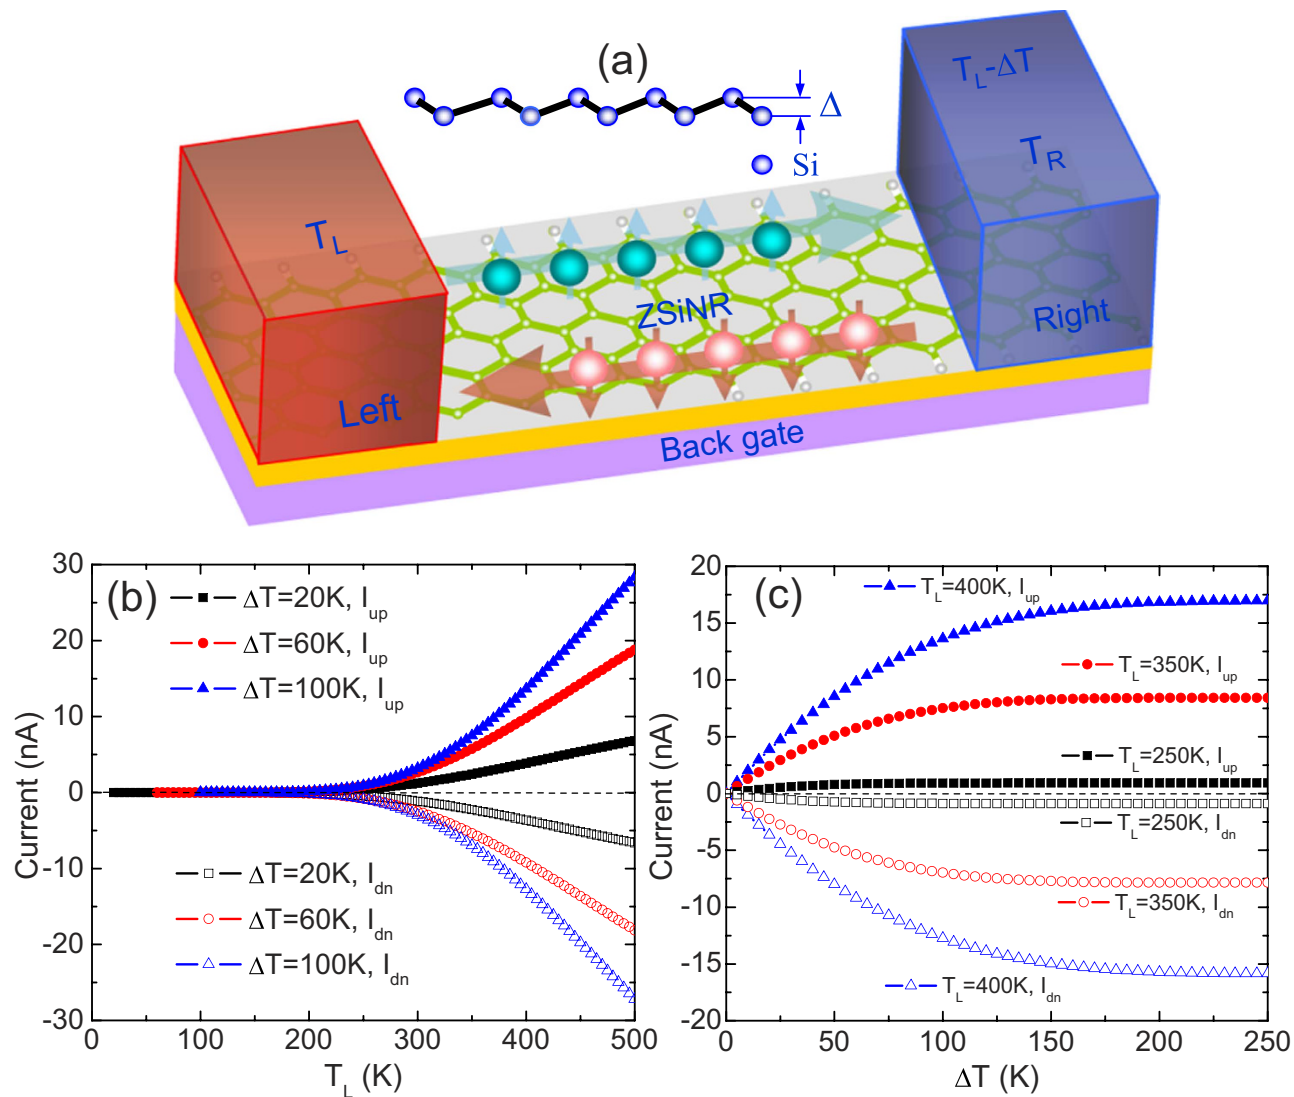 (a)
Δ
Si
T_L-ΔT
T_R
T_L
ZSiNR
Right
Left
Back gate
(b)
ΔT=20K, I_up
ΔT=60K, I_up
ΔT=100K, I_up
ΔT=20K, I_dn
ΔT=60K, I_dn
ΔT=100K, I_dn
Current (nA)
30
20
10
0
-10
-20
-30
0 100 200 300 400 500
T_L (K)
(c)
T_L=400K, I_up
T_L=350K, I_up
T_L=250K, I_up
T_L=250K, I_dn
T_L=350K, I_dn
T_L=400K, I_dn
Current (nA)
20
15
10
5
0
-5
-10
-15
-20
0 50 100 150 200 250
ΔT (K)